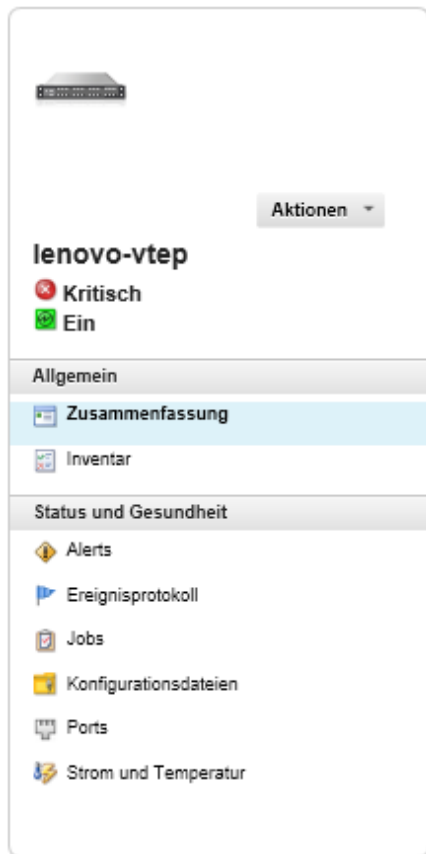 Aktionen
lenovo-vtep
Kritisch
Ein
Allgemein
Zusammenfassung
Inventar
Status und Gesundheit
Alerts
Ereignisprotokoll
Jobs
Konfigurationsdateien
Ports
Strom und Temperatur